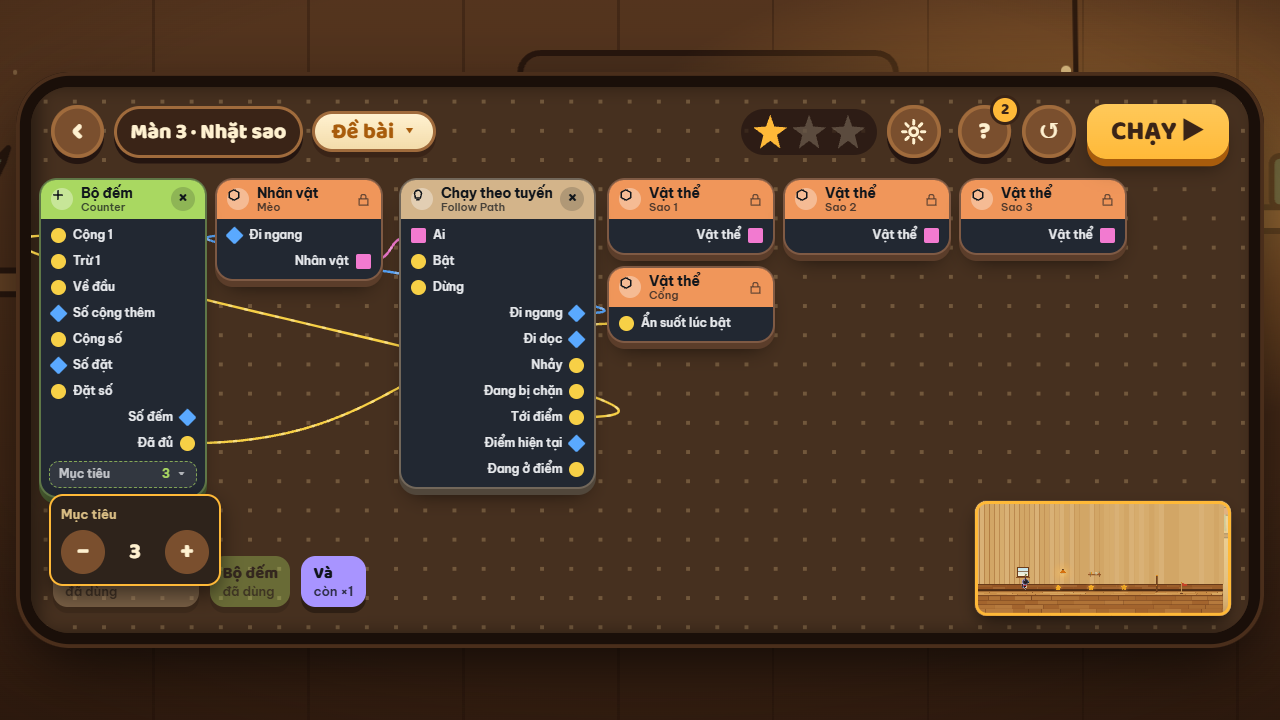 Màn 3 · Nhặt sao
Đề bài
2
?
CHẠY
Bộ đếm
Counter
Cộng 1
Trừ 1
Về đầu
Số cộng thêm
Cộng số
Số đặt
Đặt số
Số đếm
Đã đủ
Mục tiêu 3
Nhân vật
Mèo
Đi ngang
Nhân vật
Chạy theo tuyến
Follow Path
Ai
Bật
Dừng
Đi ngang
Đi dọc
Nhảy
Đang bị chặn
Tới điểm
Điểm hiện tại
Đang ở điểm
Vật thể
Sao 1
Vật thể
Vật thể
Sao 2
Vật thể
Vật thể
Sao 3
Vật thể
Vật thể
Cổng
Ẩn suốt lúc bật
Mục tiêu
− 3 +
đã dùng
Bộ đếm
đã dùng
Và
còn ×1